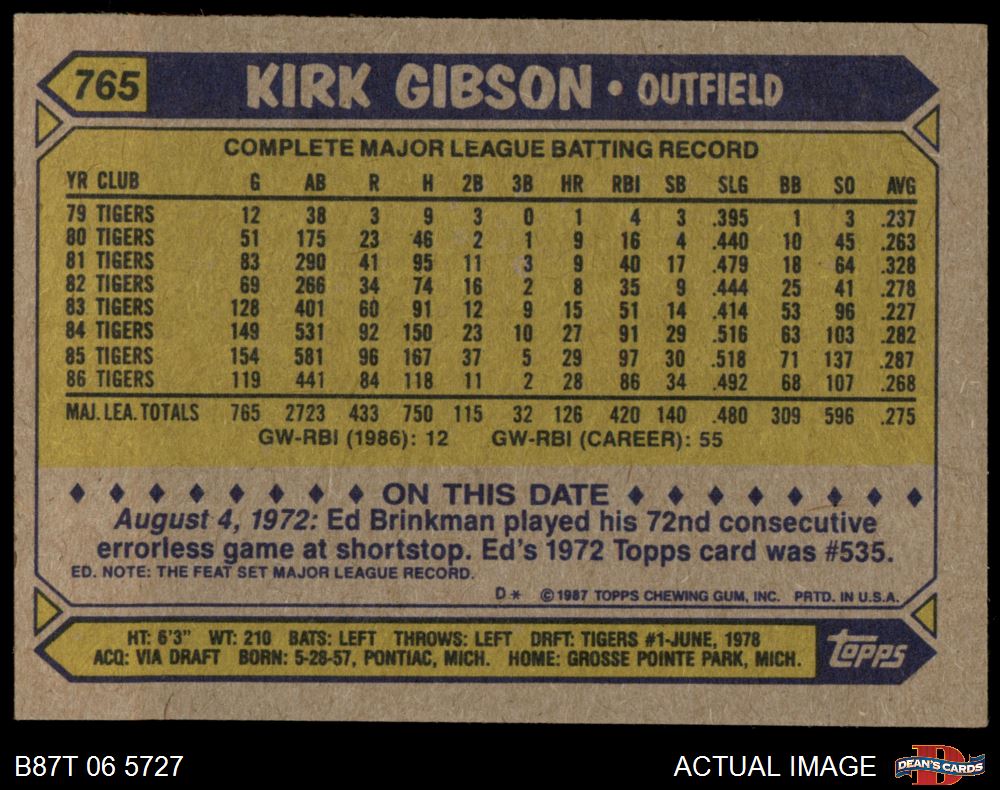 765 KIRK GIBSON • OUTFIELD
COMPLETE MAJOR LEAGUE BATTING RECORD
YR CLUB G AB R H 2B 3B HR RBI SB SLG BB SO AVG
79 TIGERS 12 38 3 9 3 0 1 4 3 .395 1 3 .237
80 TIGERS 51 175 23 46 2 1 9 16 4 .440 10 45 .263
81 TIGERS 83 290 41 95 11 3 9 40 17 .479 18 64 .328
82 TIGERS 69 266 34 74 16 2 8 35 9 .444 25 41 .278
83 TIGERS 128 401 60 91 12 9 15 51 14 .414 53 96 .227
84 TIGERS 149 531 92 150 23 10 27 91 29 .516 63 103 .282
85 TIGERS 154 581 96 167 37 5 29 97 30 .518 71 137 .287
86 TIGERS 119 441 84 118 11 2 28 86 34 .492 68 107 .268
MAJ. LEA. TOTALS 765 2723 433 750 115 32 126 420 140 .480 309 596 .275
GW-RBI (1986): 12 GW-RBI (CAREER): 55
ON THIS DATE
August 4, 1972: Ed Brinkman played his 72nd consecutive
errorless game at shortstop. Ed's 1972 Topps card was #535.
ED. NOTE: THE FEAT SET MAJOR LEAGUE RECORD.
D* ©1987 TOPPS CHEWING GUM, INC. PRTD. IN U.S.A.
HT: 6'3" WT: 210 BATS: LEFT THROWS: LEFT DRFT: TIGERS #1-JUNE, 1978
ACQ: VIA DRAFT BORN: 5-28-57, PONTIAC, MICH. HOME: GROSSE POINTE PARK, MICH.
topps
B87T 06 5727 ACTUAL IMAGE DEAN'S CARDS